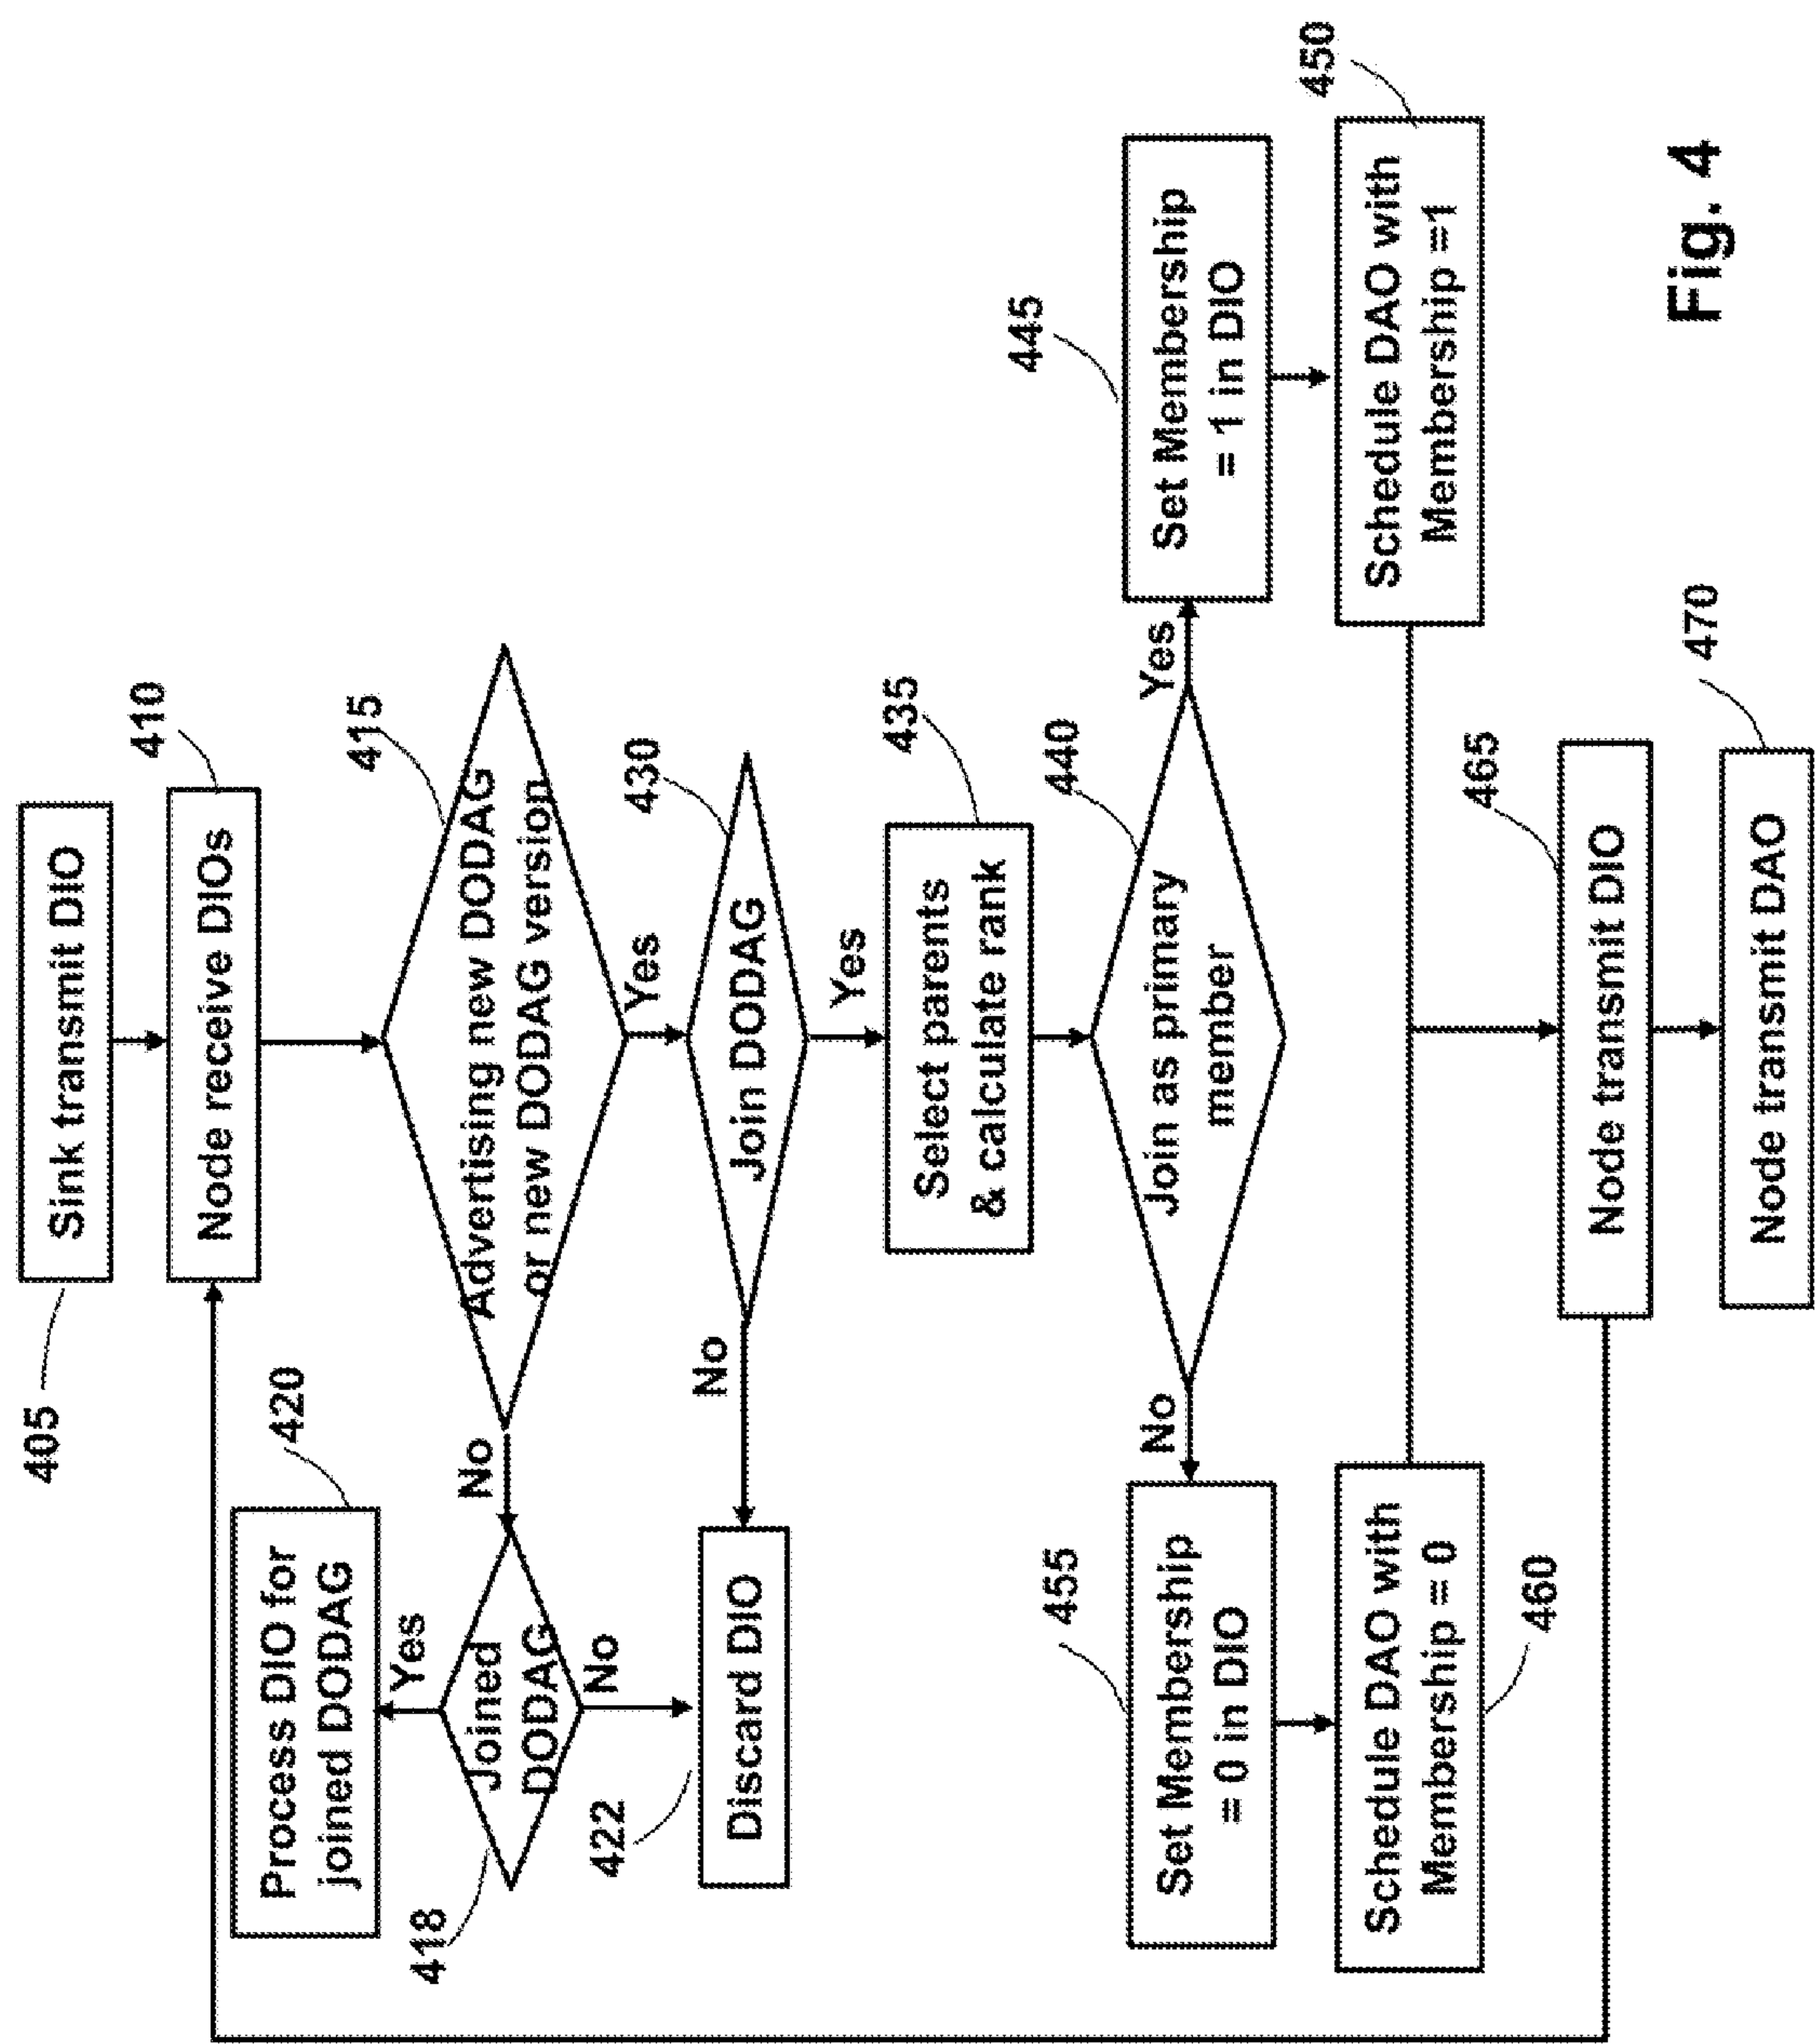 405
Sink transmit DIO
410
Node receive DIOs
415
Advertising new DODAG
or new DODAG version
No
Yes
420
Process DIO for
joined DODAG
Yes
418
Joined
DODAG
No
422
Discard DIO
430
Join DODAG
No
Yes
435
Select parents
& calculate rank
440
Join as primary
member
No
Yes
455
Set Membership
= 0 in DIO
445
Set Membership
= 1 in DIO
Schedule DAO with
Membership = 0
460
450
Schedule DAO with
Membership =1
465
Node transmit DIO
470
Node transmit DAO
Fig. 4